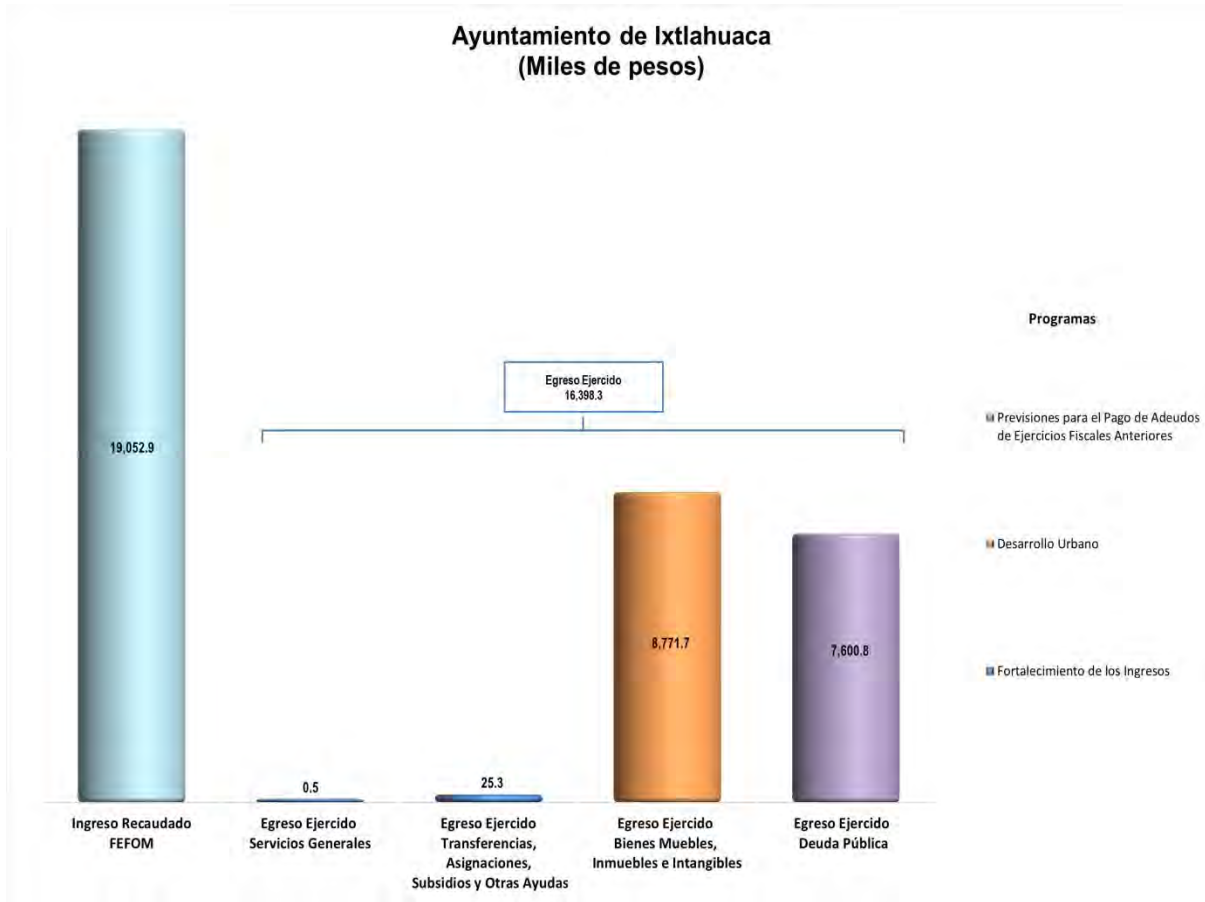 Ayuntamiento de Ixtlahuaca
(Miles de pesos)
Programas
Egreso Ejercido
16,398.3
Previsiones para el Pago de Adeudos
de Ejercicios Fiscales Anteriores
19,052.9
Desarrollo Urbano
8,771.7
7,600.8
Fortalecimiento de los Ingresos
0.5
25.3
Ingreso Recaudado
FEFOM
Egreso Ejercido
Servicios Generales
Egreso Ejercido
Transferencias,
Asignaciones,
Subsidios y Otras Ayudas
Egreso Ejercido
Bienes Muebles,
Inmuebles e Intangibles
Egreso Ejercido
Deuda Pública